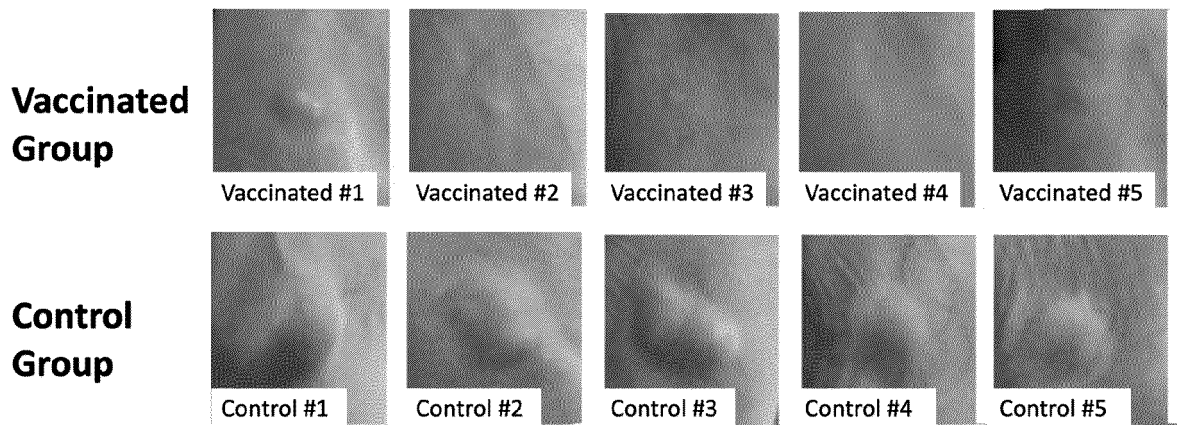 Vaccinated
Group
Vaccinated #1
Vaccinated #2
Vaccinated #3
Vaccinated #4
Vaccinated #5
Control
Group
Control #1
Control #2
Control #3
Control #4
Control #5